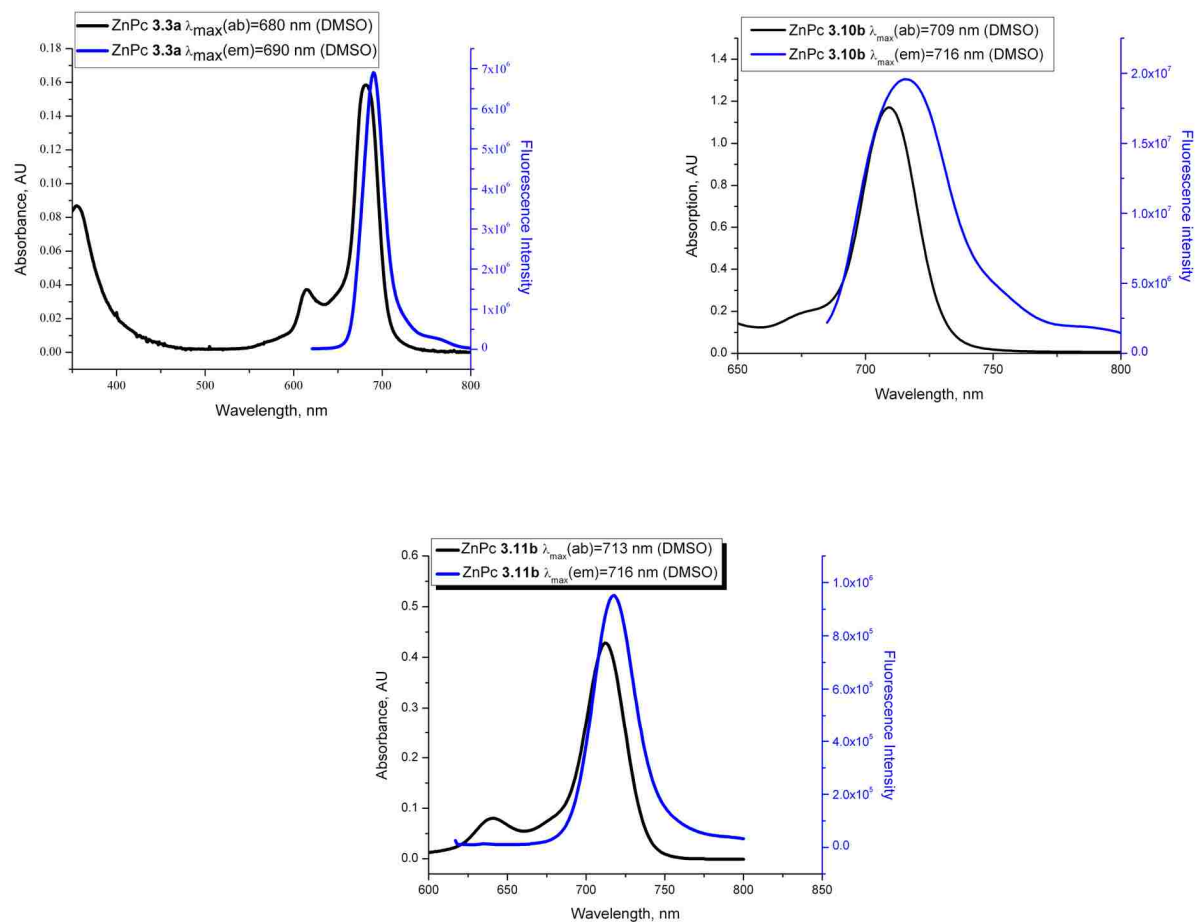 ZnPc 3.3a λmax(ab)=680 nm (DMSO)
ZnPc 3.3a λmax(em)=690 nm (DMSO)
0.18
0.16
0.14
0.12
0.10
0.08
0.06
0.04
0.02
0.00
Absorbance, AU
7x10⁶
6x10⁶
5x10⁶
4x10⁶
3x10⁶
2x10⁶
1x10⁶
0
Fluorescence Intensity
400 500 600 700 800
Wavelength, nm
ZnPc 3.10b λmax(ab)=709 nm (DMSO)
ZnPc 3.10b λmax(em)=716 nm (DMSO)
1.4
1.2
1.0
0.8
0.6
0.4
0.2
0.0
Absorption, AU
2.0x10⁷
1.5x10⁷
1.0x10⁷
5.0x10⁶
0.0
Fluorescence intensity
650 700 750 800
Wavelength, nm
ZnPc 3.11b λmax(ab)=713 nm (DMSO)
ZnPc 3.11b λmax(em)=716 nm (DMSO)
0.6
0.5
0.4
0.3
0.2
0.1
0.0
Absorbance, AU
1.0x10⁶
8.0x10⁵
6.0x10⁵
4.0x10⁵
2.0x10⁵
0.0
Fluorescence Intensity
600 650 700 750 800 850
Wavelength, nm